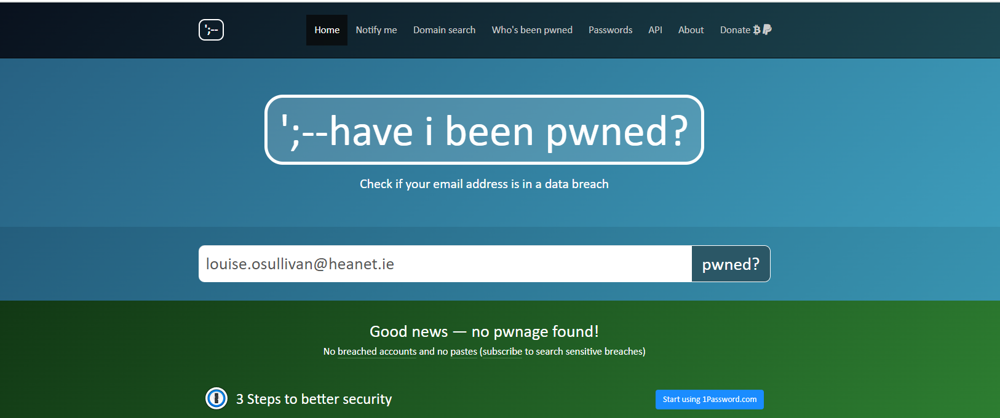 ';--
Home Notify me Domain search Who's been pwned Passwords API About Donate
';--have i been pwned?
Check if your email address is in a data breach
louise.osullivan@heanet.ie pwned?
Good news — no pwnage found!
No breached accounts and no pastes (subscribe to search sensitive breaches)
3 Steps to better security Start using 1Password.com